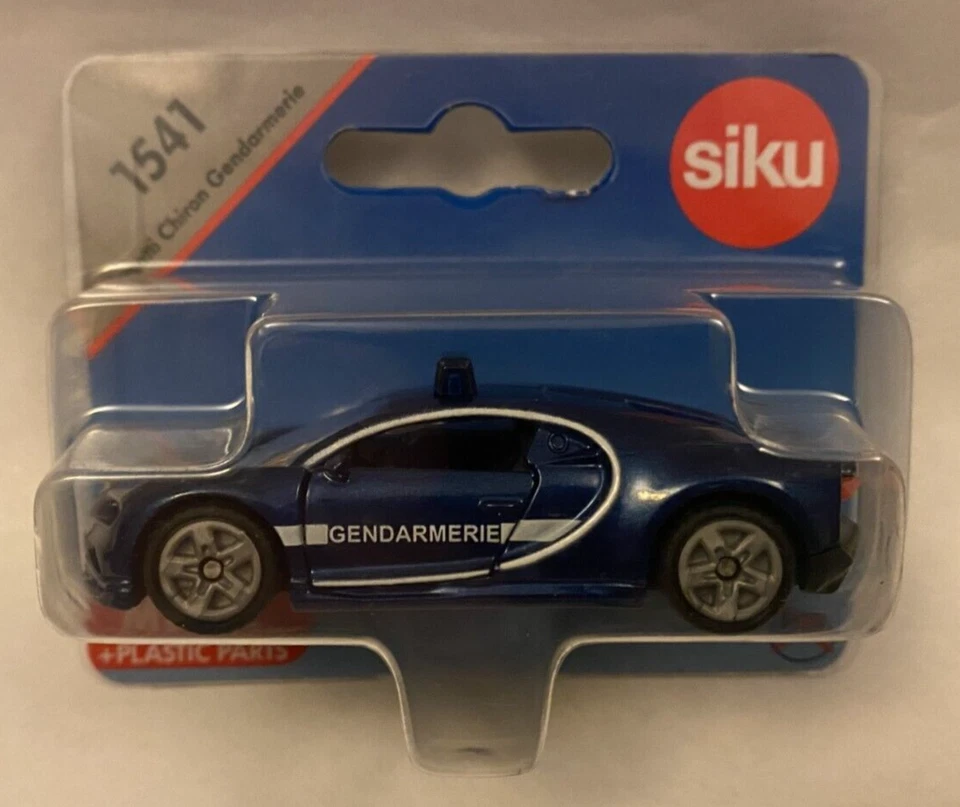 1541
Chiron Gendarmerie
siku
GENDARMERIE
+PLASTIC PARTS